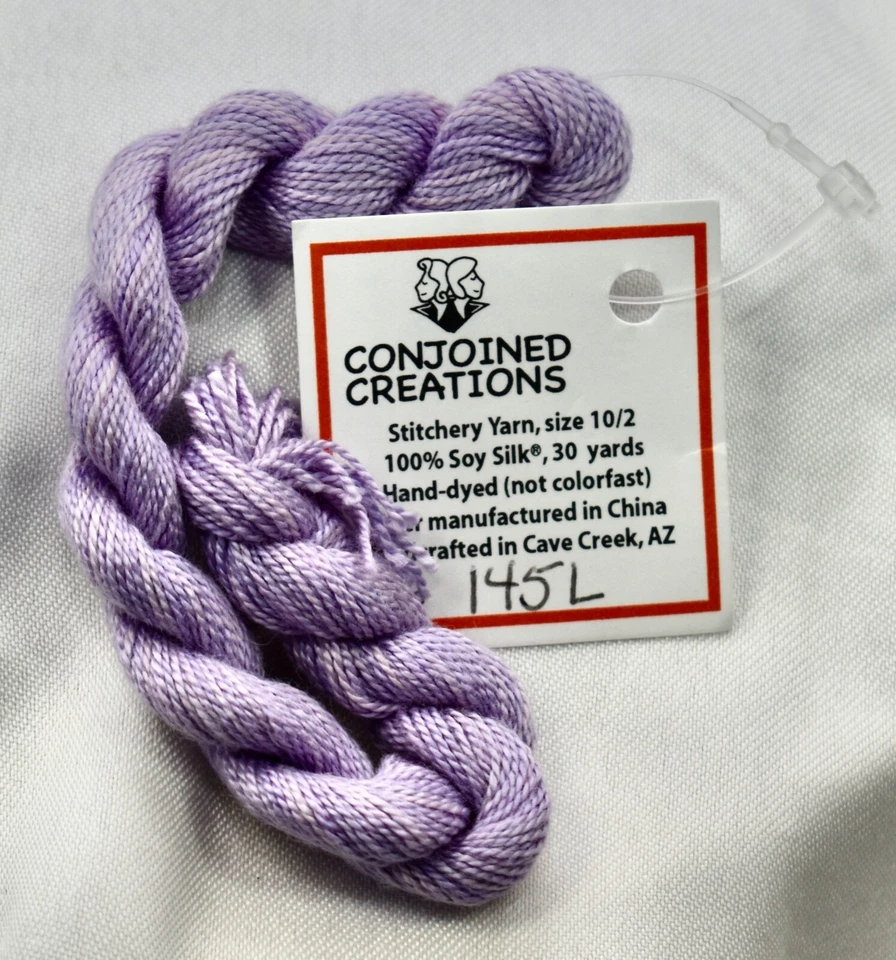 CONJOINED
CREATIONS
Stitchery Yarn, size 10/2
100% Soy Silk®, 30 yards
Hand-dyed (not colorfast)
manufactured in China
in Cave Creek, AZ
145L